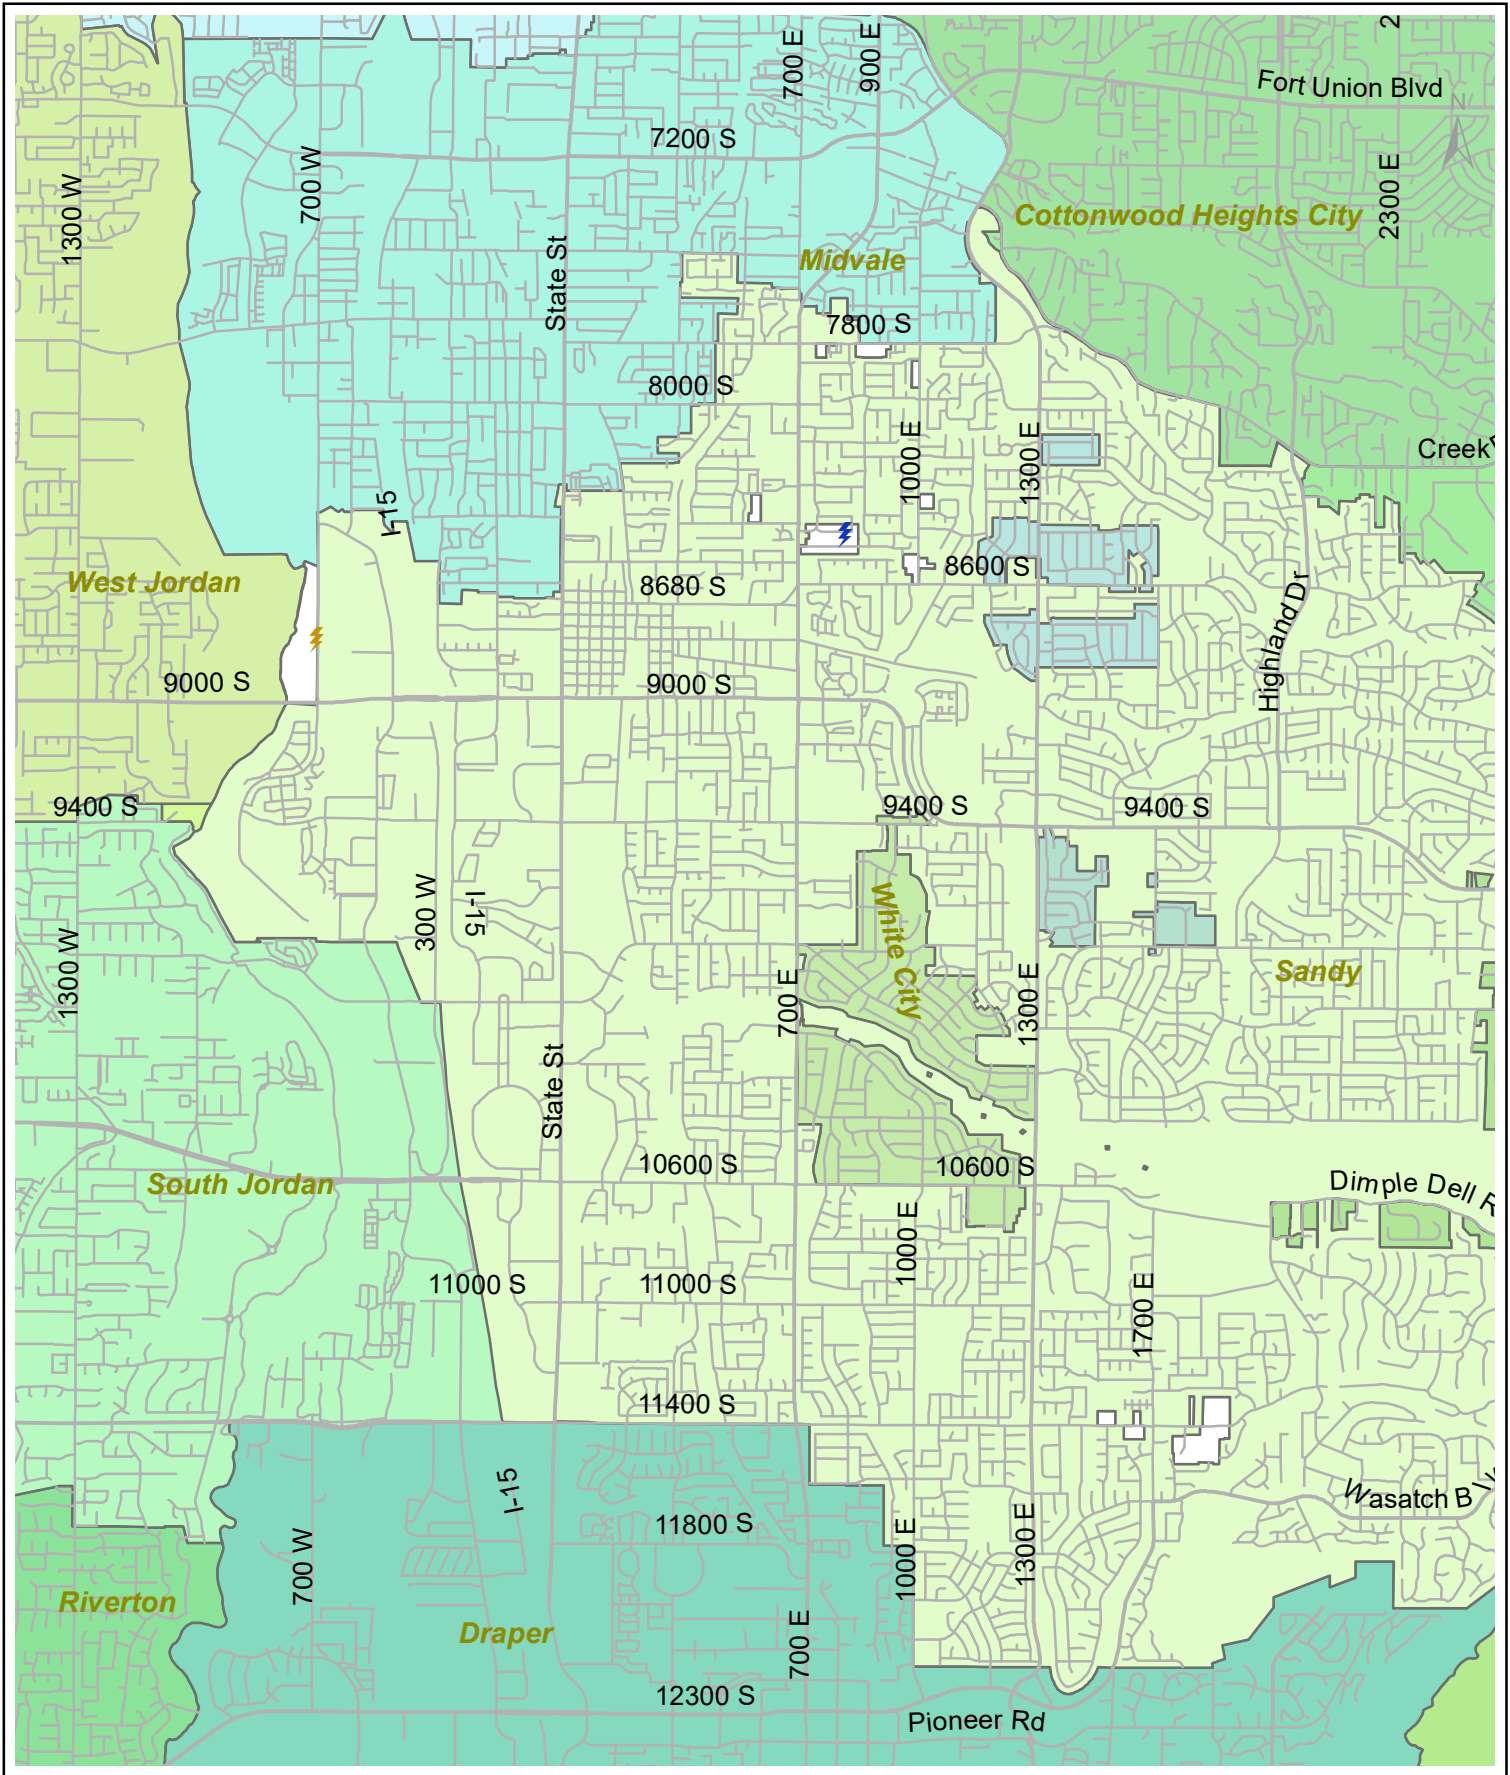 2
700 E
900 E
Fort Union Blvd
N
7200 S
700 W
1300 W
2300 E
Cottonwood Heights City
State St
Midvale
7800 S
8000 S
1000 E
1300 E
Creek
I-15
West Jordan
8680 S
8600 S
Highland Dr
9000 S
9000 S
9400 S
9400 S
9400 S
White City
300 W
I-15
1300 W
700 E
1300 E
Sandy
State St
10600 S
10600 S
South Jordan
Dimple Dell R
1000 E
11000 S
11000 S
1700 E
11400 S
I-15
Wasatch Blv
11800 S
700 W
1000 E
1300 E
Riverton
Draper
700 E
12300 S
Pioneer Rd